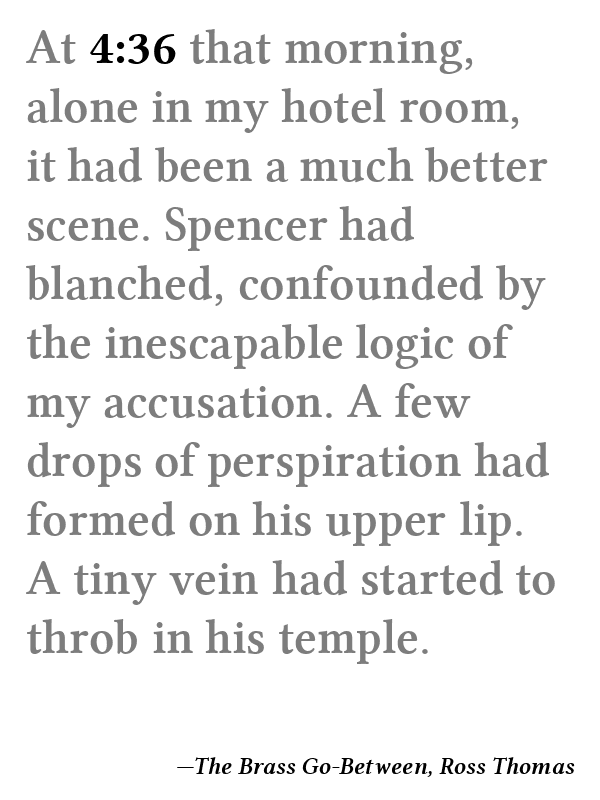 At 4:36 that morning,
alone in my hotel room,
it had been a much better
scene. Spencer had
blanched, confounded by
the inescapable logic of
my accusation. A few
drops of perspiration had
formed on his upper lip.
A tiny vein had started to
throb in his temple.
—The Brass Go-Between, Ross Thomas